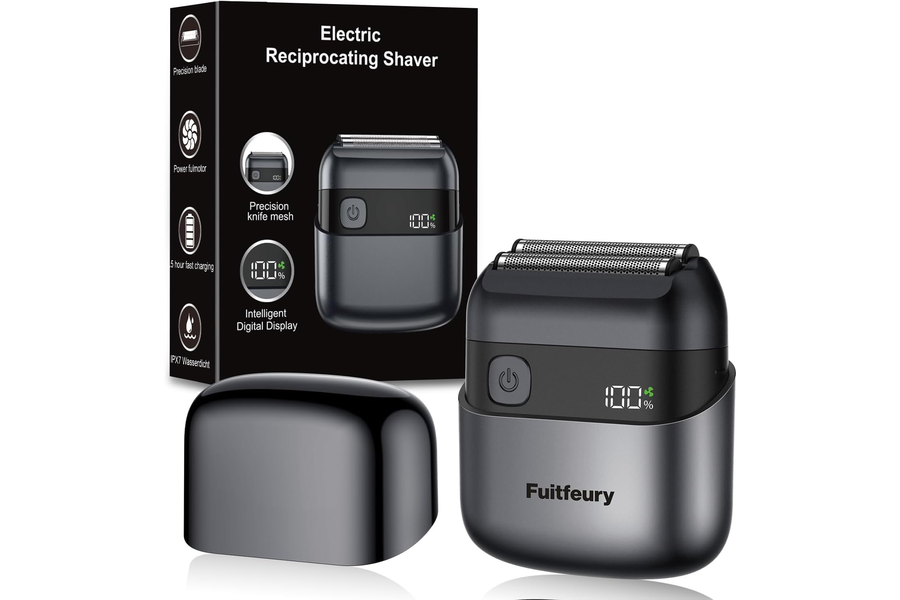 Electric
Reciprocating Shaver
Precision blade
Power fulmotor
.5 hour fast charging
IPX7 Wasserdicht
Precision
knife mesh
100%
Intelligent
Digital Display
100%
100%
Fuitfeury